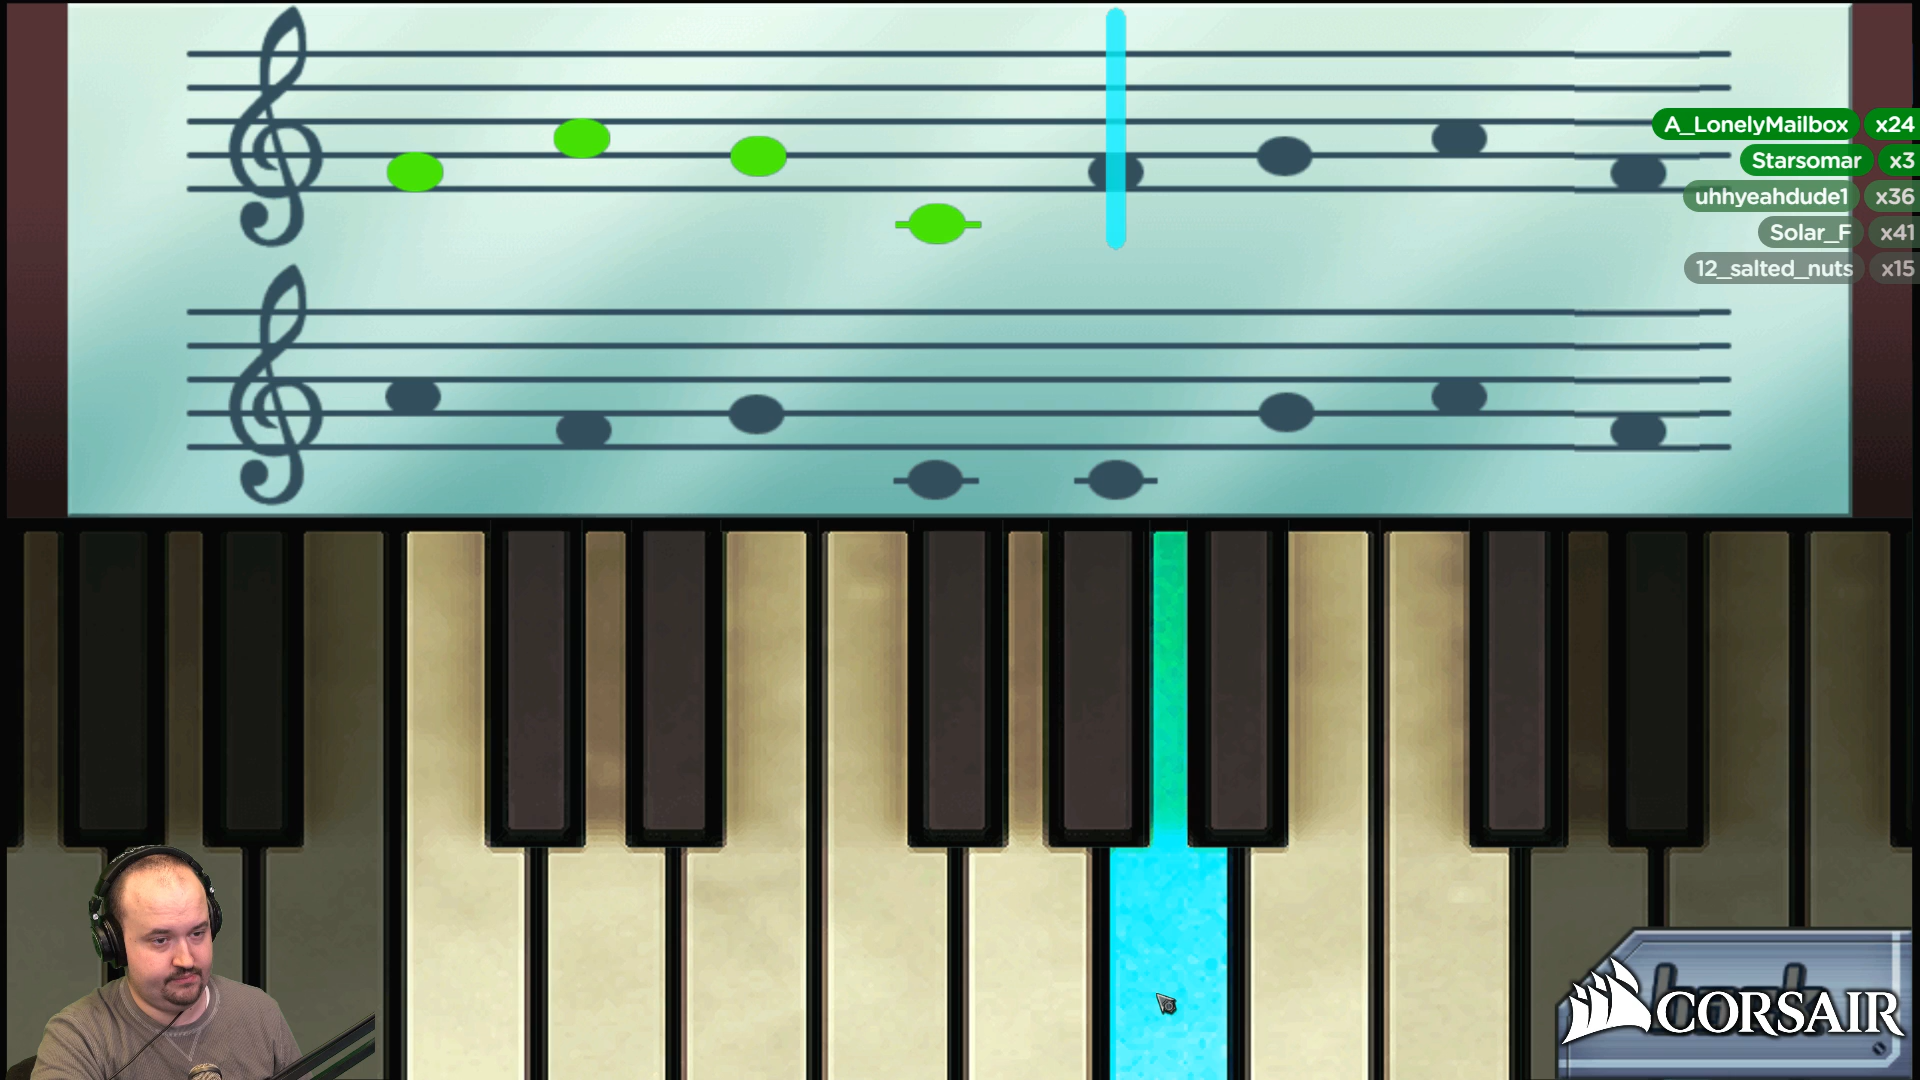 A_LonelyMailbox x24
Starsomar x3
uhhyeahdude1 x36
Solar_F x41
12_salted_nuts x15
CORSAIR